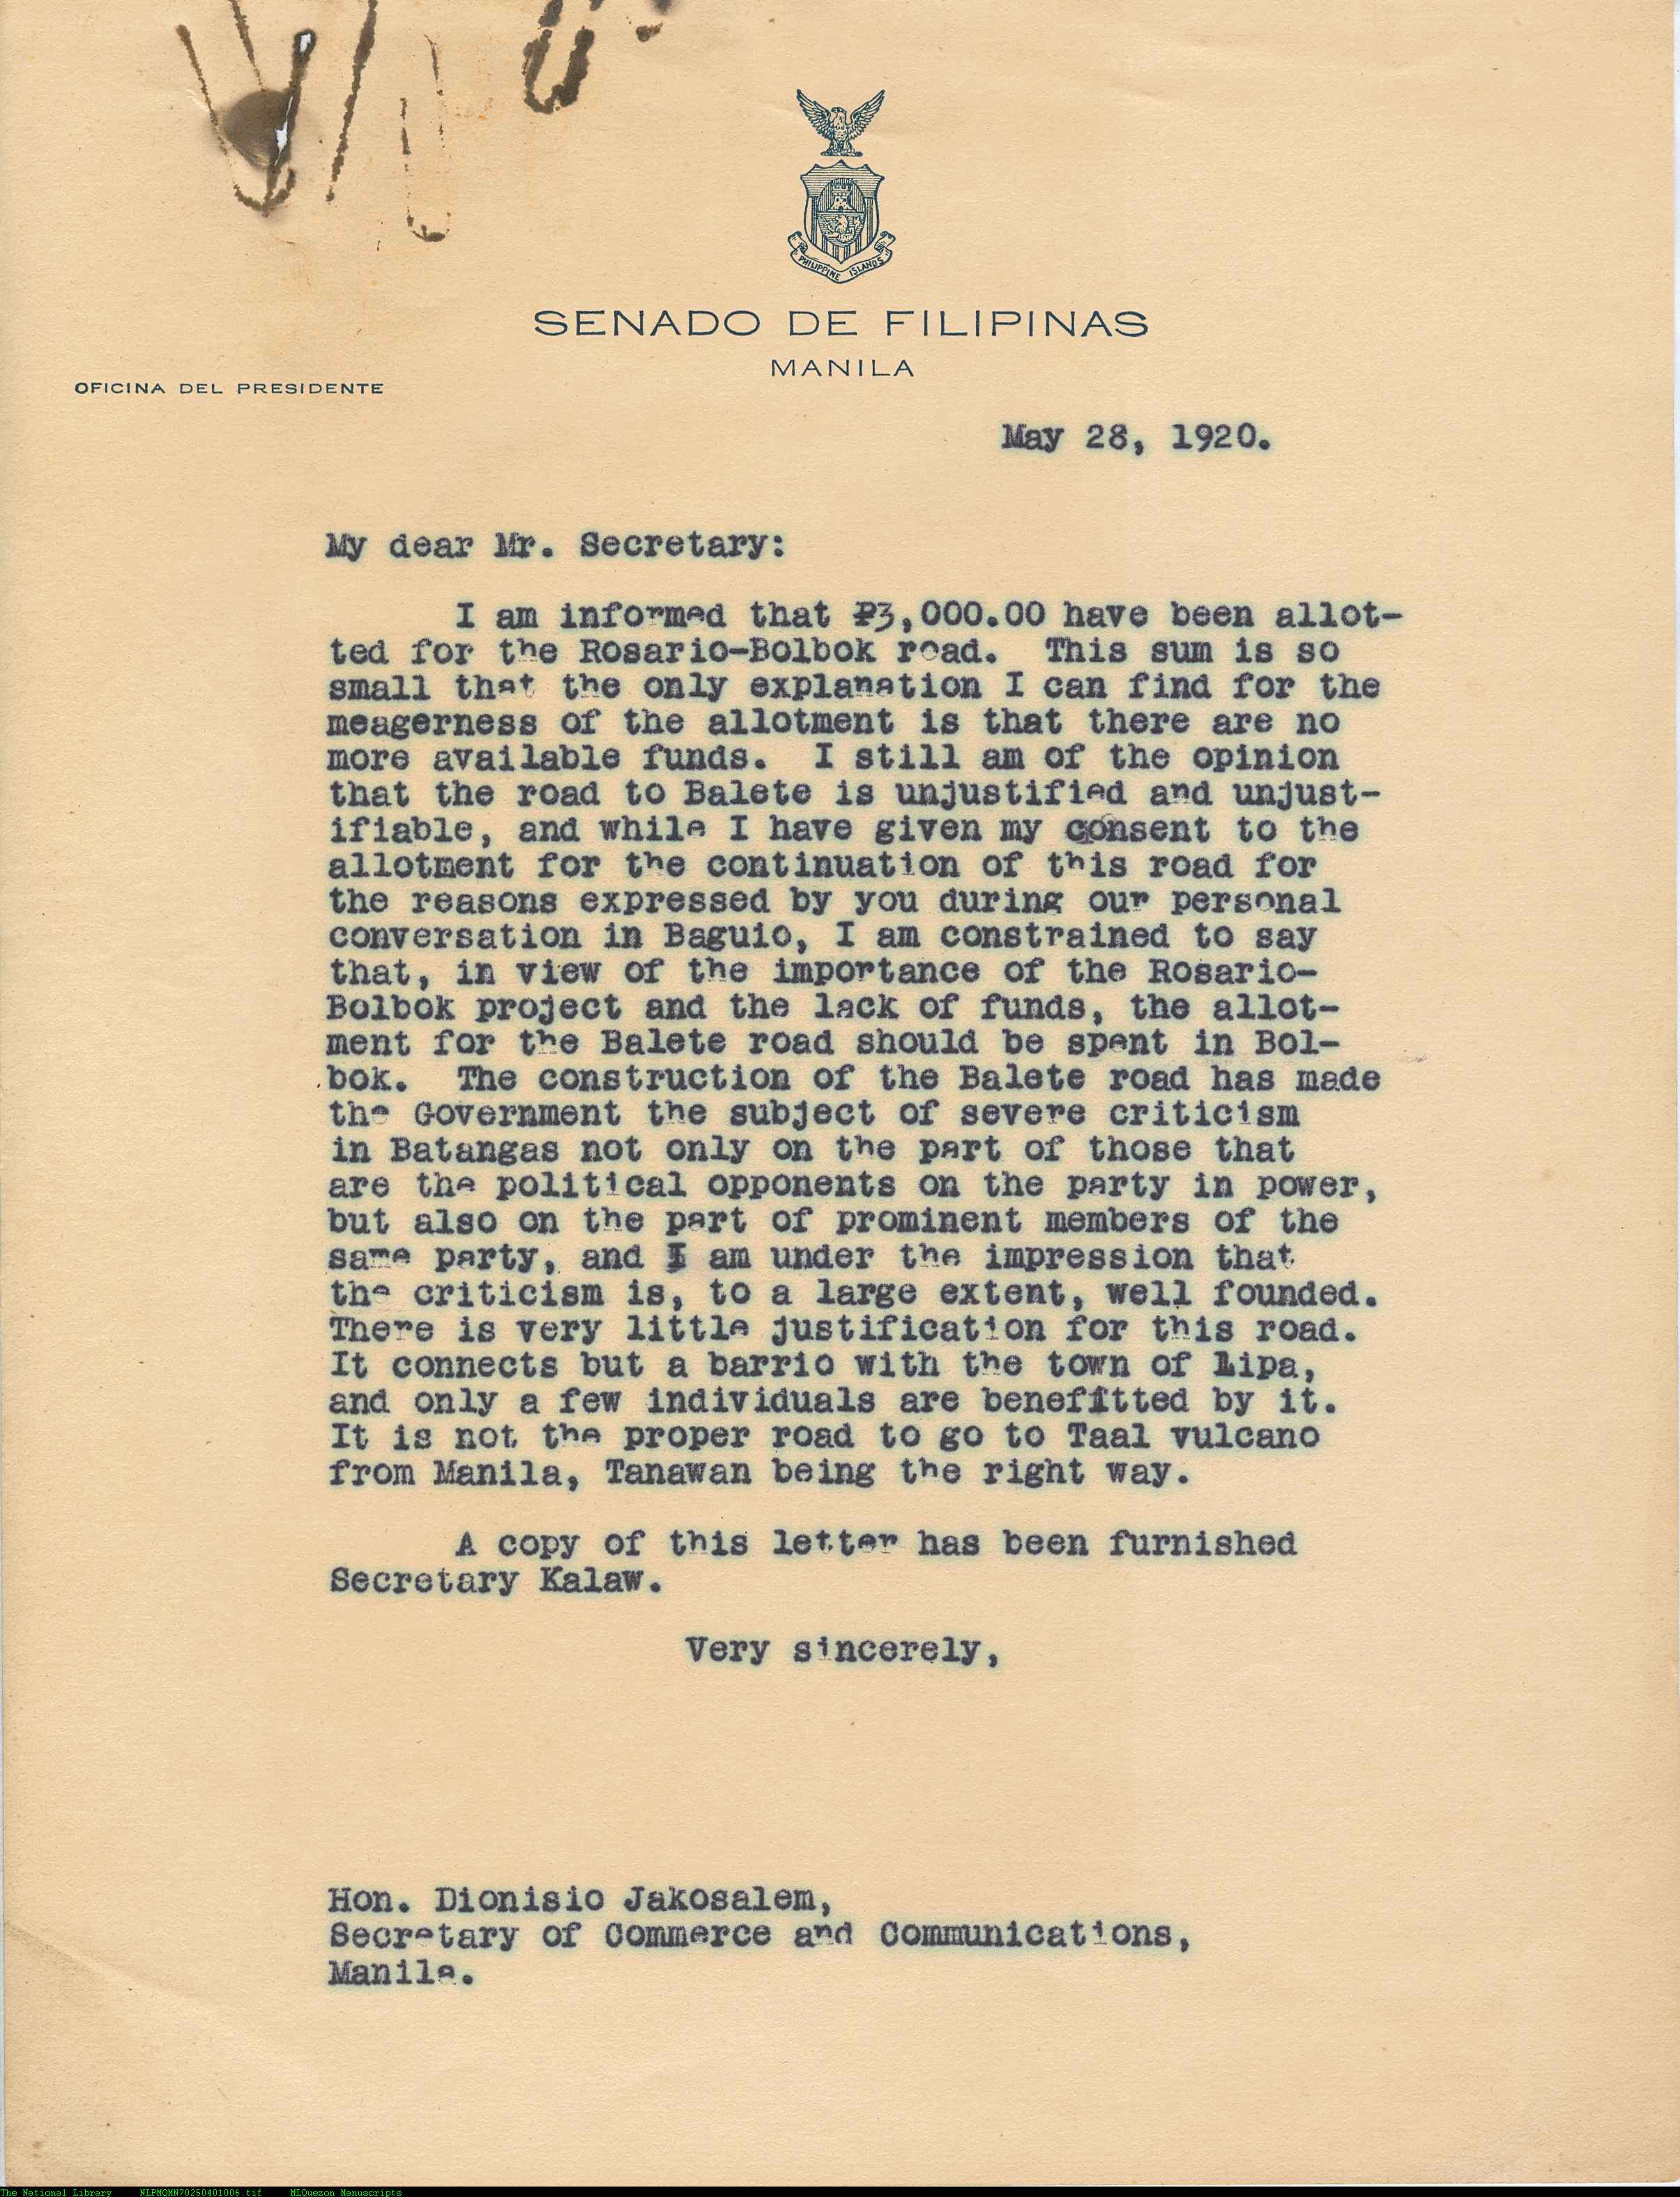 PHILIPPINE ISLANDS
SENADO DE FILIPINAS
MANILA
OFICINA DEL PRESIDENTE
May 28, 1920.
My dear Mr. Secretary:
I am informed that ₱3,000.00 have been allot-
ted for the Rosario-Bolbok road. This sum is so
small that the only explanation I can find for the
meagerness of the allotment is that there are no
more available funds. I still am of the opinion
that the road to Balete is unjustified and unjust-
ifiable, and while I have given my consent to the
allotment for the continuation of this road for
the reasons expressed by you during our personal
conversation in Baguio, I am constrained to say
that, in view of the importance of the Rosario-
Bolbok project and the lack of funds, the allot-
ment for the Balete road should be spent in Bol-
bok. The construction of the Balete road has made
the Government the subject of severe criticism
in Batangas not only on the part of those that
are the political opponents on the party in power,
but also on the part of prominent members of the
same party, and I am under the impression that
the criticism is, to a large extent, well founded.
There is very little justification for this road.
It connects but a barrio with the town of Lipa,
and only a few individuals are benefitted by it.
It is not the proper road to go to Taal vulcano
from Manila, Tanawan being the right way.
A copy of this letter has been furnished
Secretary Kalaw.
Very sincerely,
Hon. Dionisio Jakosalem,
Secretary of Commerce and Communications,
Manila.
The National Library NLPMQMN70250401006.tif MLQuezon Manuscripts